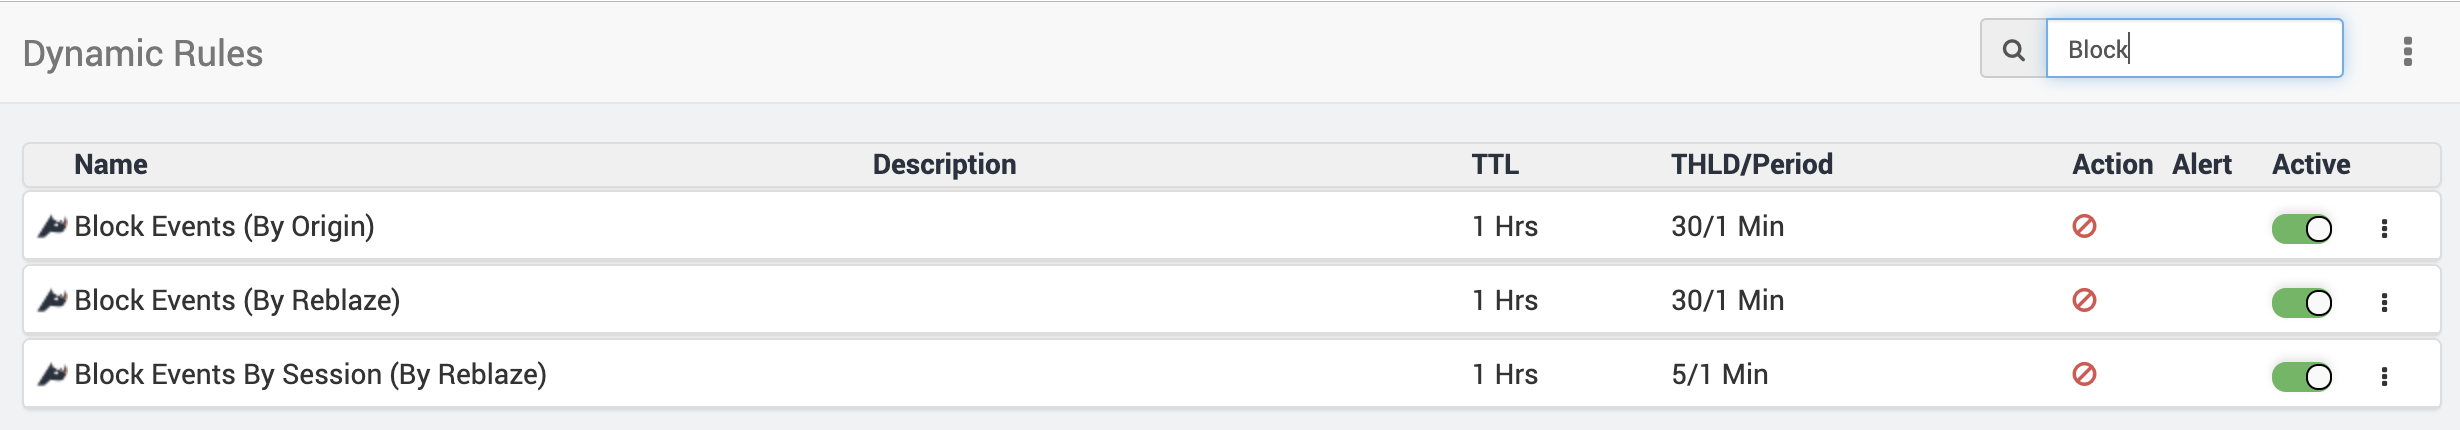 Dynamic Rules Block
Name Description TTL THLD/Period Action Alert Active
Block Events (By Origin) 1 Hrs 30/1 Min
Block Events (By Reblaze) 1 Hrs 30/1 Min
Block Events By Session (By Reblaze) 1 Hrs 5/1 Min